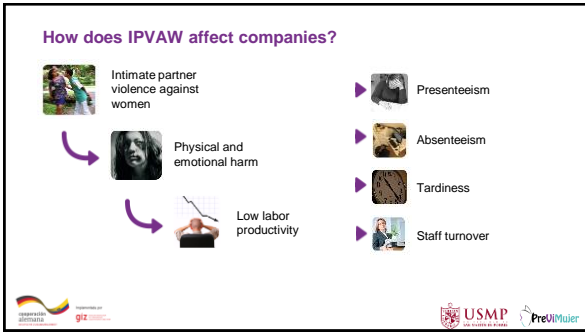 How does IPVAW affect companies?
Intimate partner
violence against
women
Physical and
emotional harm
Low labor
productivity
Presenteeism
Absenteeism
Tardiness
Staff turnover
cooperación
alemana
giz
USMP
PreViMujer